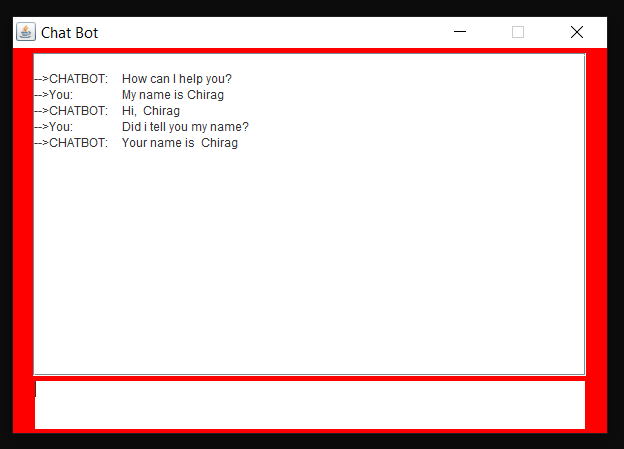 Chat Bot
-->CHATBOT: How can I help you?
-->You: My name is Chirag
-->CHATBOT: Hi,  Chirag
-->You: Did i tell you my name?
-->CHATBOT: Your name is  Chirag